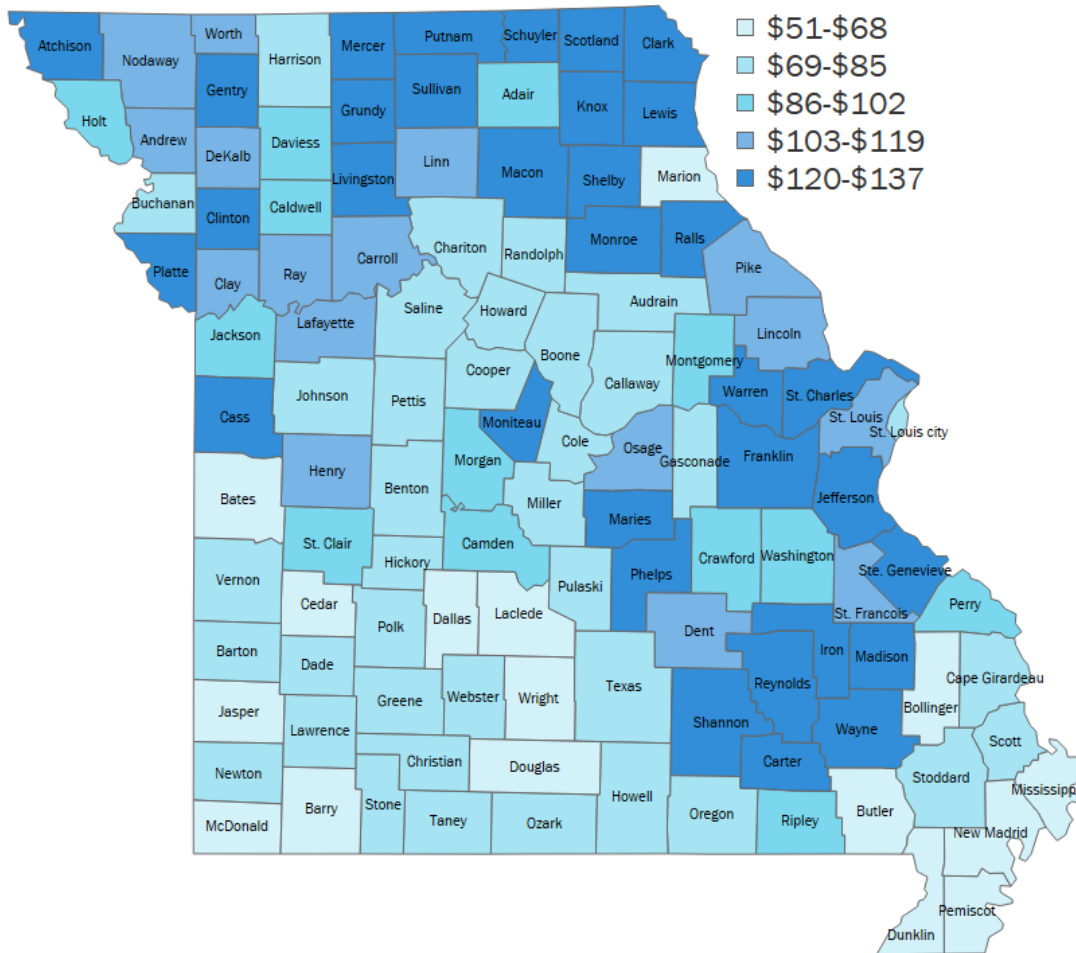 $51-$68
$69-$85
$86-$102
$103-$119
$120-$137
Atchison
Nodaway
Worth
Harrison
Mercer
Putnam
Schuyler
Scotland
Clark
Gentry
Sullivan
Adair
Knox
Lewis
Holt
Andrew
DeKalb
Daviess
Grundy
Linn
Macon
Shelby
Marion
Livingston
Buchanan
Clinton
Caldwell
Chariton
Randolph
Monroe
Ralls
Platte
Clay
Ray
Carroll
Pike
Saline
Howard
Audrain
Jackson
Lafayette
Boone
Lincoln
Cooper
Callaway
Montgomery
Johnson
Pettis
Warren
St. Charles
Cass
Moniteau
St. Louis
St. Louis city
Cole
Osage
Gasconade
Franklin
Henry
Morgan
Bates
Benton
Miller
Jefferson
Maries
St. Clair
Camden
Crawford
Washington
Hickory
Phelps
Ste. Genevieve
Vernon
Pulaski
Cedar
Dallas
Laclede
St. Francois
Perry
Polk
Dent
Barton
Dade
Iron
Madison
Texas
Reynolds
Cape Girardeau
Jasper
Greene
Webster
Wright
Bollinger
Lawrence
Shannon
Wayne
Scott
Christian
Douglas
Carter
Newton
Stoddard
Mississippi
Howell
McDonald
Barry
Stone
Taney
Ozark
Oregon
Ripley
Butler
New Madrid
Pemiscot
Dunklin